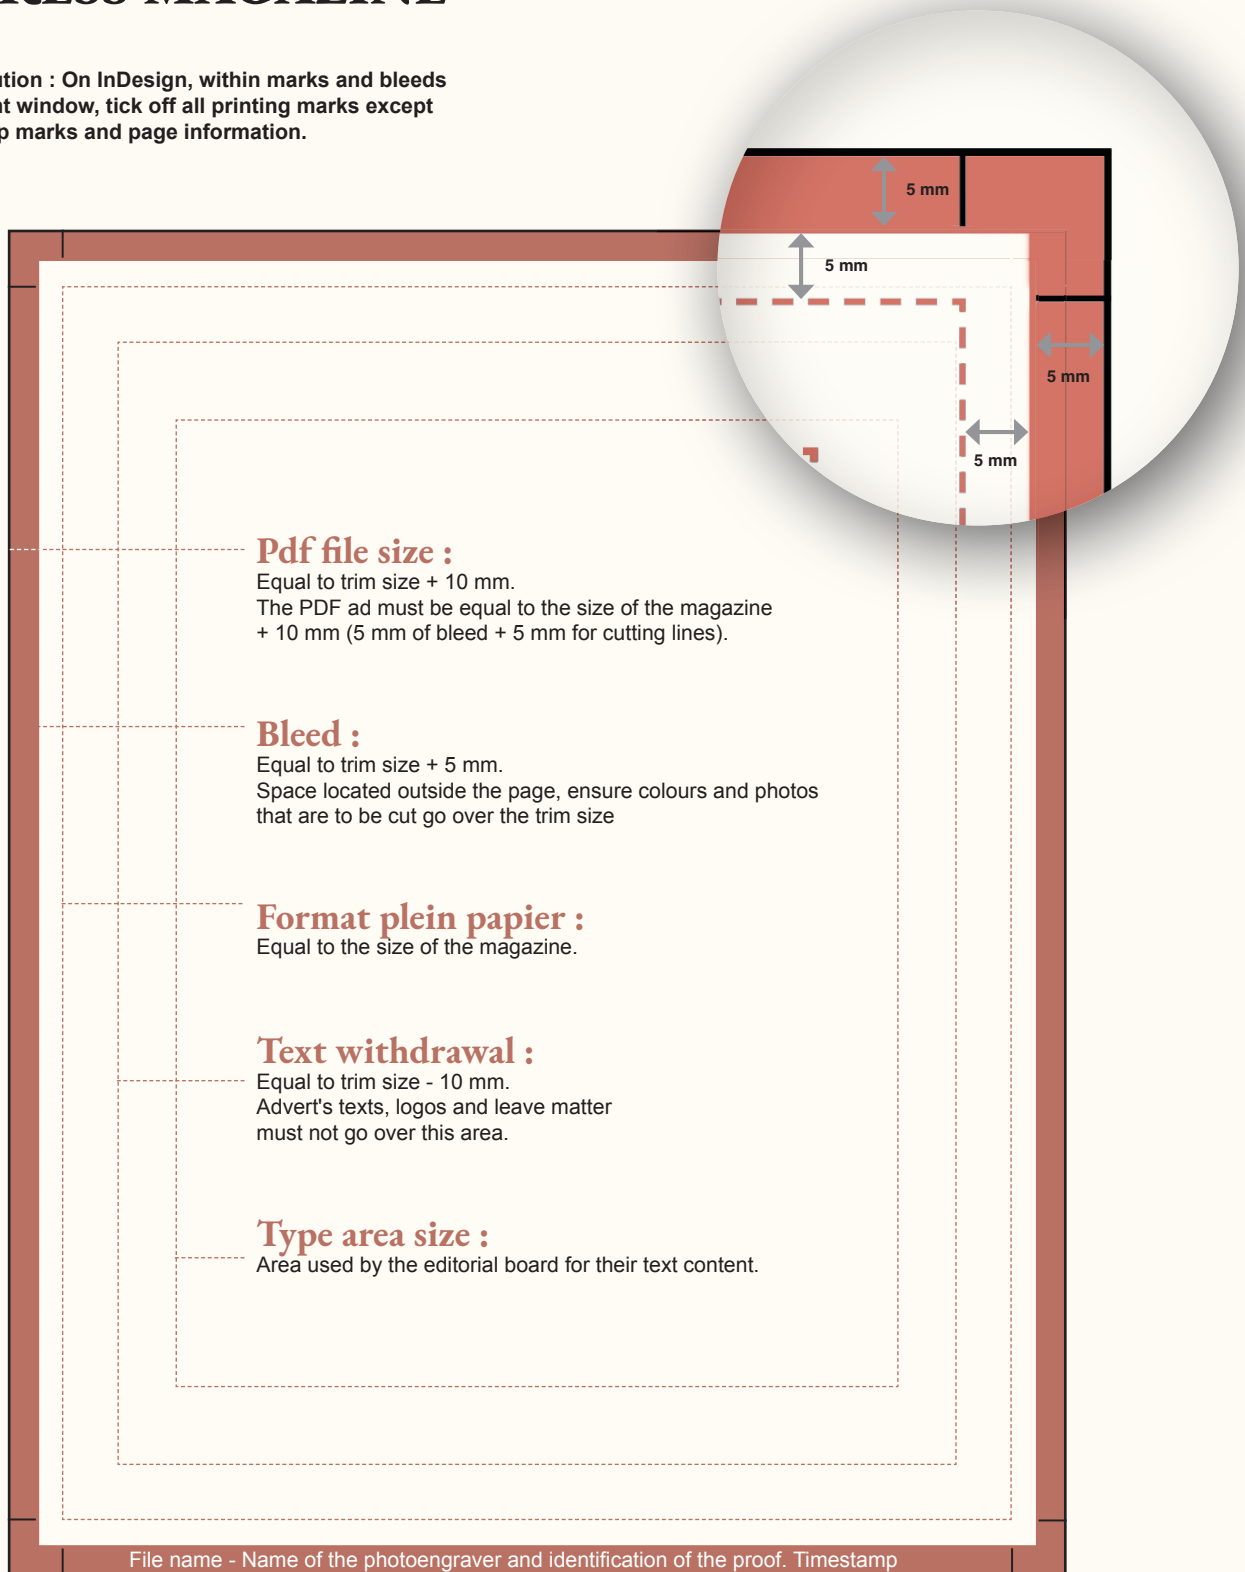 MAGAZINE
: On InDesign, within marks and bleeds
window, tick off all printing marks except
marks and page information.
5 mm
5 mm
5 mm
5 mm
Pdf file size :
Equal to trim size + 10 mm.
The PDF ad must be equal to the size of the magazine
+ 10 mm (5 mm of bleed + 5 mm for cutting lines).
Bleed :
Equal to trim size + 5 mm.
Space located outside the page, ensure colours and photos
that are to be cut go over the trim size
Format plein papier :
Equal to the size of the magazine.
Text withdrawal :
Equal to trim size - 10 mm.
Advert's texts, logos and leave matter
must not go over this area.
Type area size :
Area used by the editorial board for their text content.
File name - Name of the photoengraver and identification of the proof. Timestamp